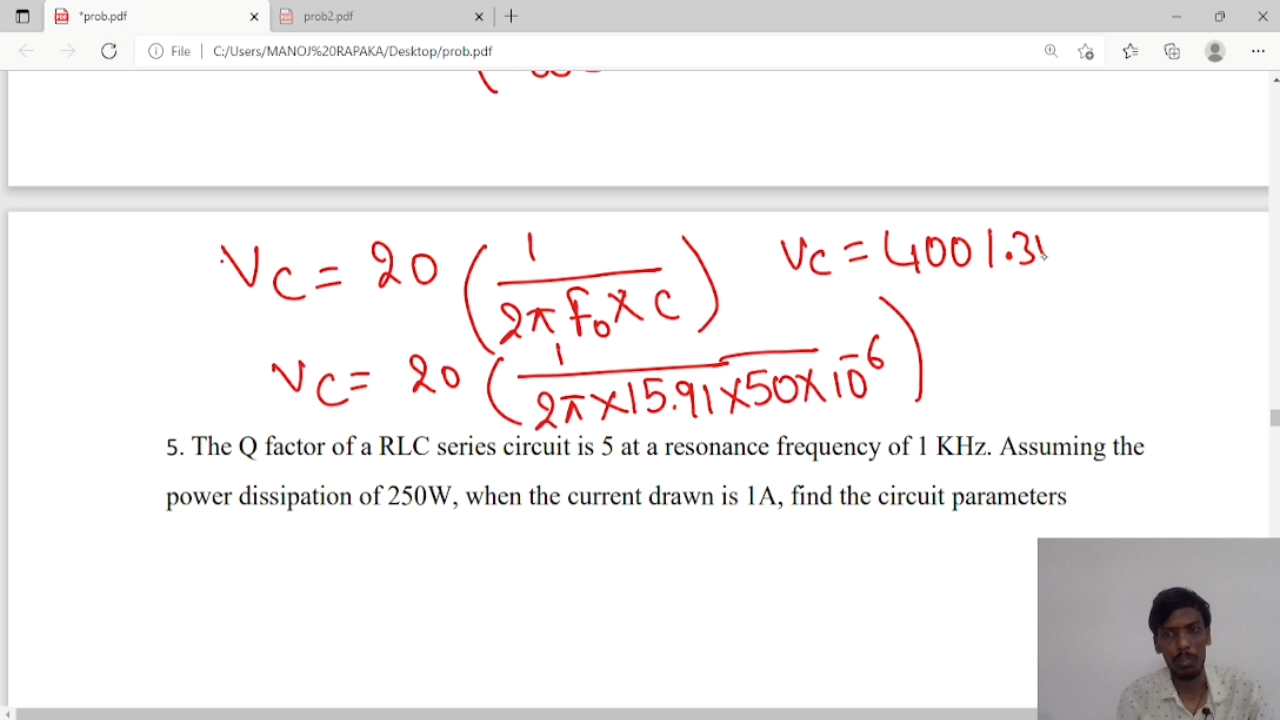 *prob.pdf
prob2.pdf
File
C:/Users/MANOJ%20RAPAKA/Desktop/prob.pdf
VC = 20 ( 1 / 2π f0 × C )
VC = 4001.3
VC = 20 ( 1 / 2π × 15.91 × 50 × 10^-6 )
5. The Q factor of a RLC series circuit is 5 at a resonance frequency of 1 KHz. Assuming the
power dissipation of 250W, when the current drawn is 1A, find the circuit parameters